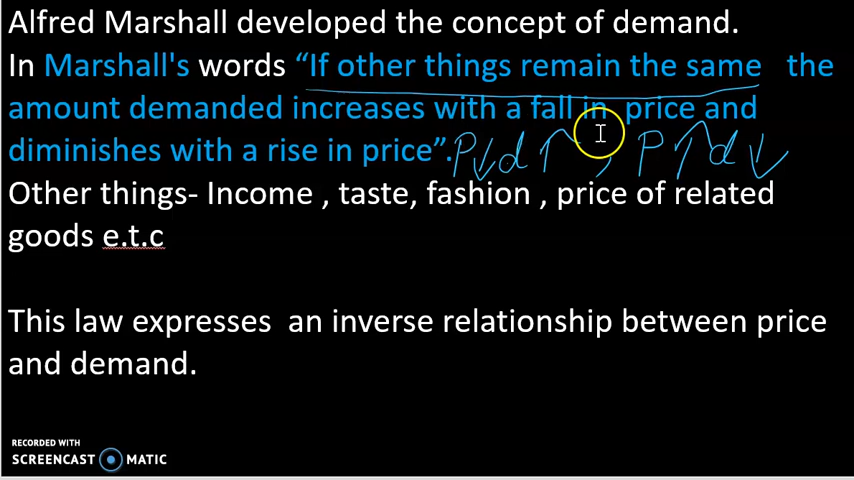 Alfred Marshall developed the concept of demand.
In Marshall's words “If other things remain the same the
amount demanded increases with a fall in price and
diminishes with a rise in price”. P↓ d↑, P↑ d↓
Other things- Income , taste, fashion , price of related
goods e.t.c
This law expresses an inverse relationship between price
and demand.
RECORDED WITH
SCREENCAST MATIC